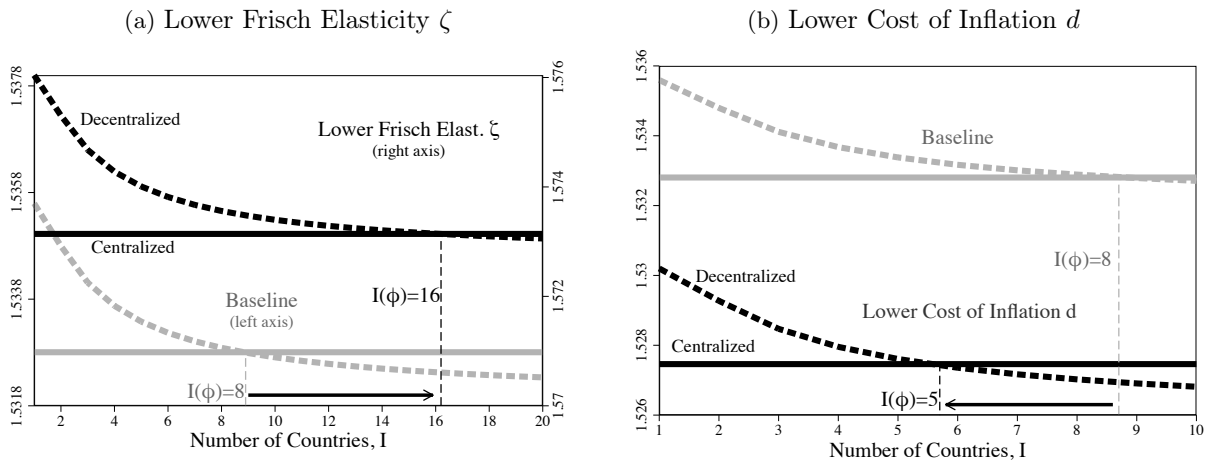 (a) Lower Frisch Elasticity ζ
1.5378
1.5358
1.5338
1.5318
1.576
1.574
1.572
1.57
Decentralized
Lower Frisch Elast. ζ
(right axis)
Centralized
Baseline
(left axis)
I(ϕ)=16
I(ϕ)=8
2 4 6 8 10 12 14 16 18 20
Number of Countries, I
(b) Lower Cost of Inflation d
1.536
1.534
1.532
1.53
1.528
1.526
Baseline
I(ϕ)=8
Decentralized
Lower Cost of Inflation d
Centralized
I(ϕ)=5
1 2 3 4 5 6 7 8 9 10
Number of Countries, I